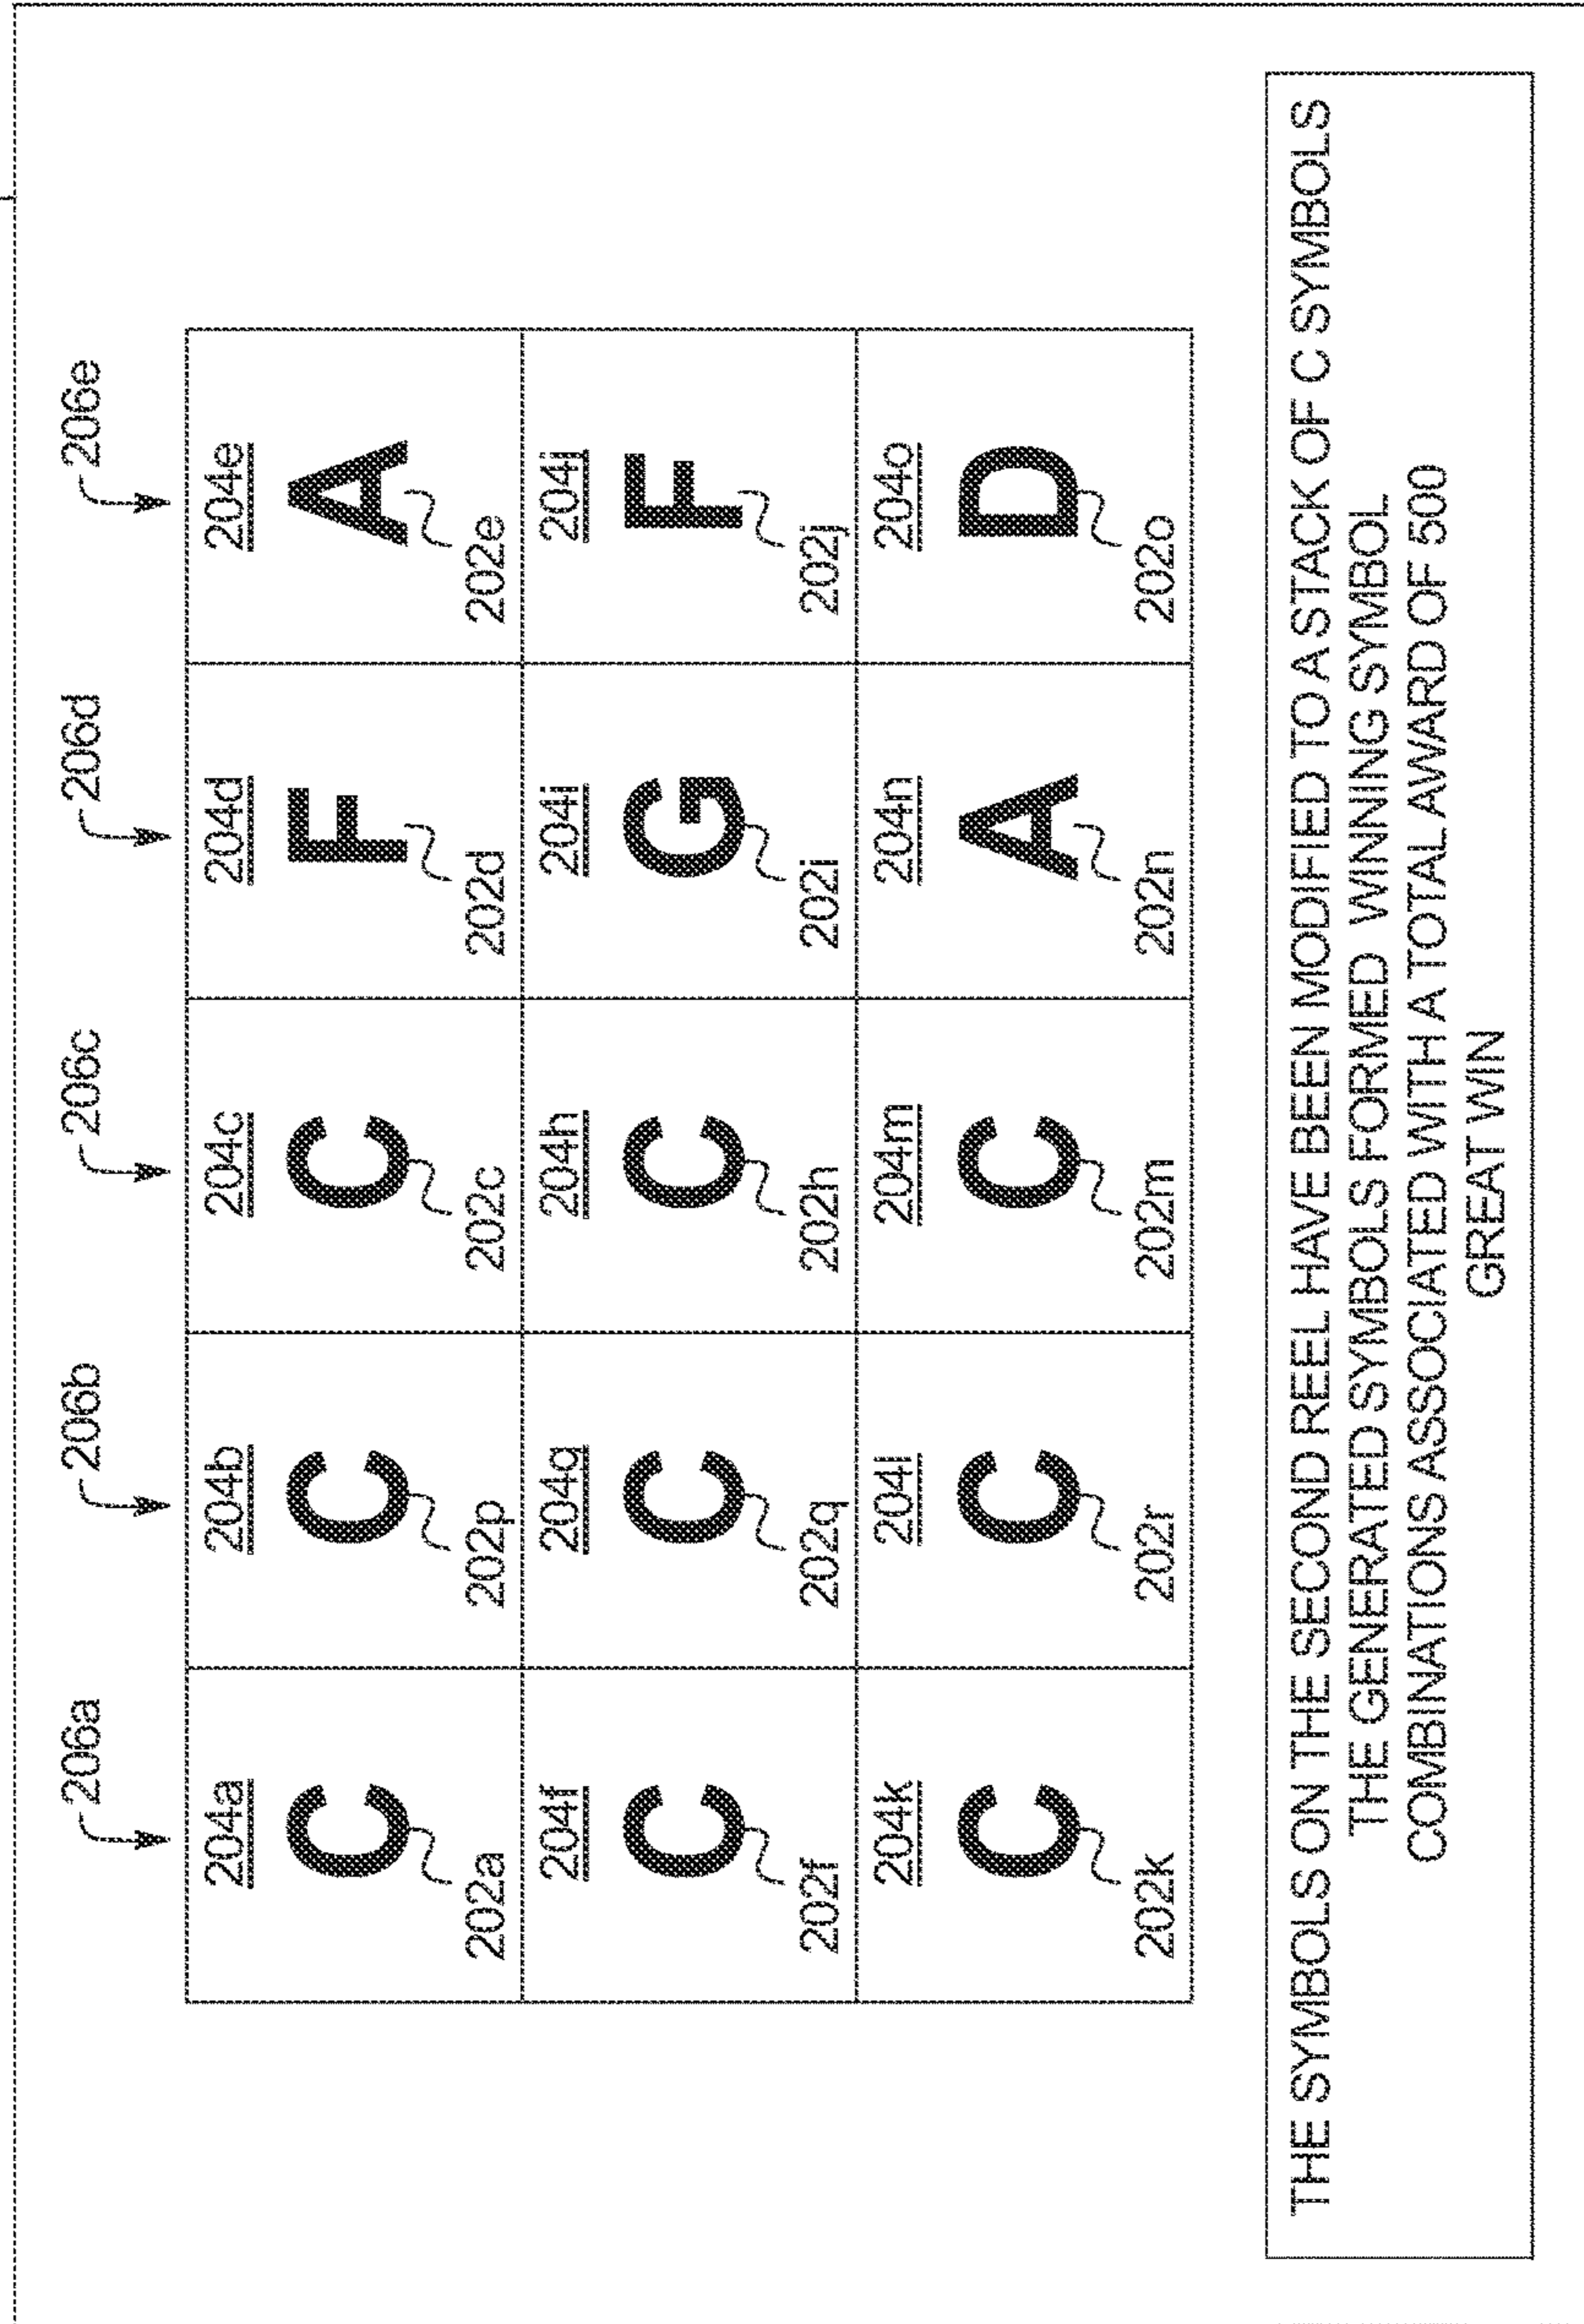 206a 206b 206c 206d 206e
204a 204b 204c 204d 204e
C C C F A
202a 202p 202c 202d 202e
204f 204g 204h 204i 204j
C C C G F
202f 202q 202h 202i 202j
204k 204l 204m 204n 204o
C C C A D
202k 202r 202m 202n 202o
THE SYMBOLS ON THE SECOND REEL HAVE BEEN MODIFIED TO A STACK OF C SYMBOLS
THE GENERATED SYMBOLS FORMED WINNING SYMBOL
COMBINATIONS ASSOCIATED WITH A TOTAL AWARD OF 500
GREAT WIN